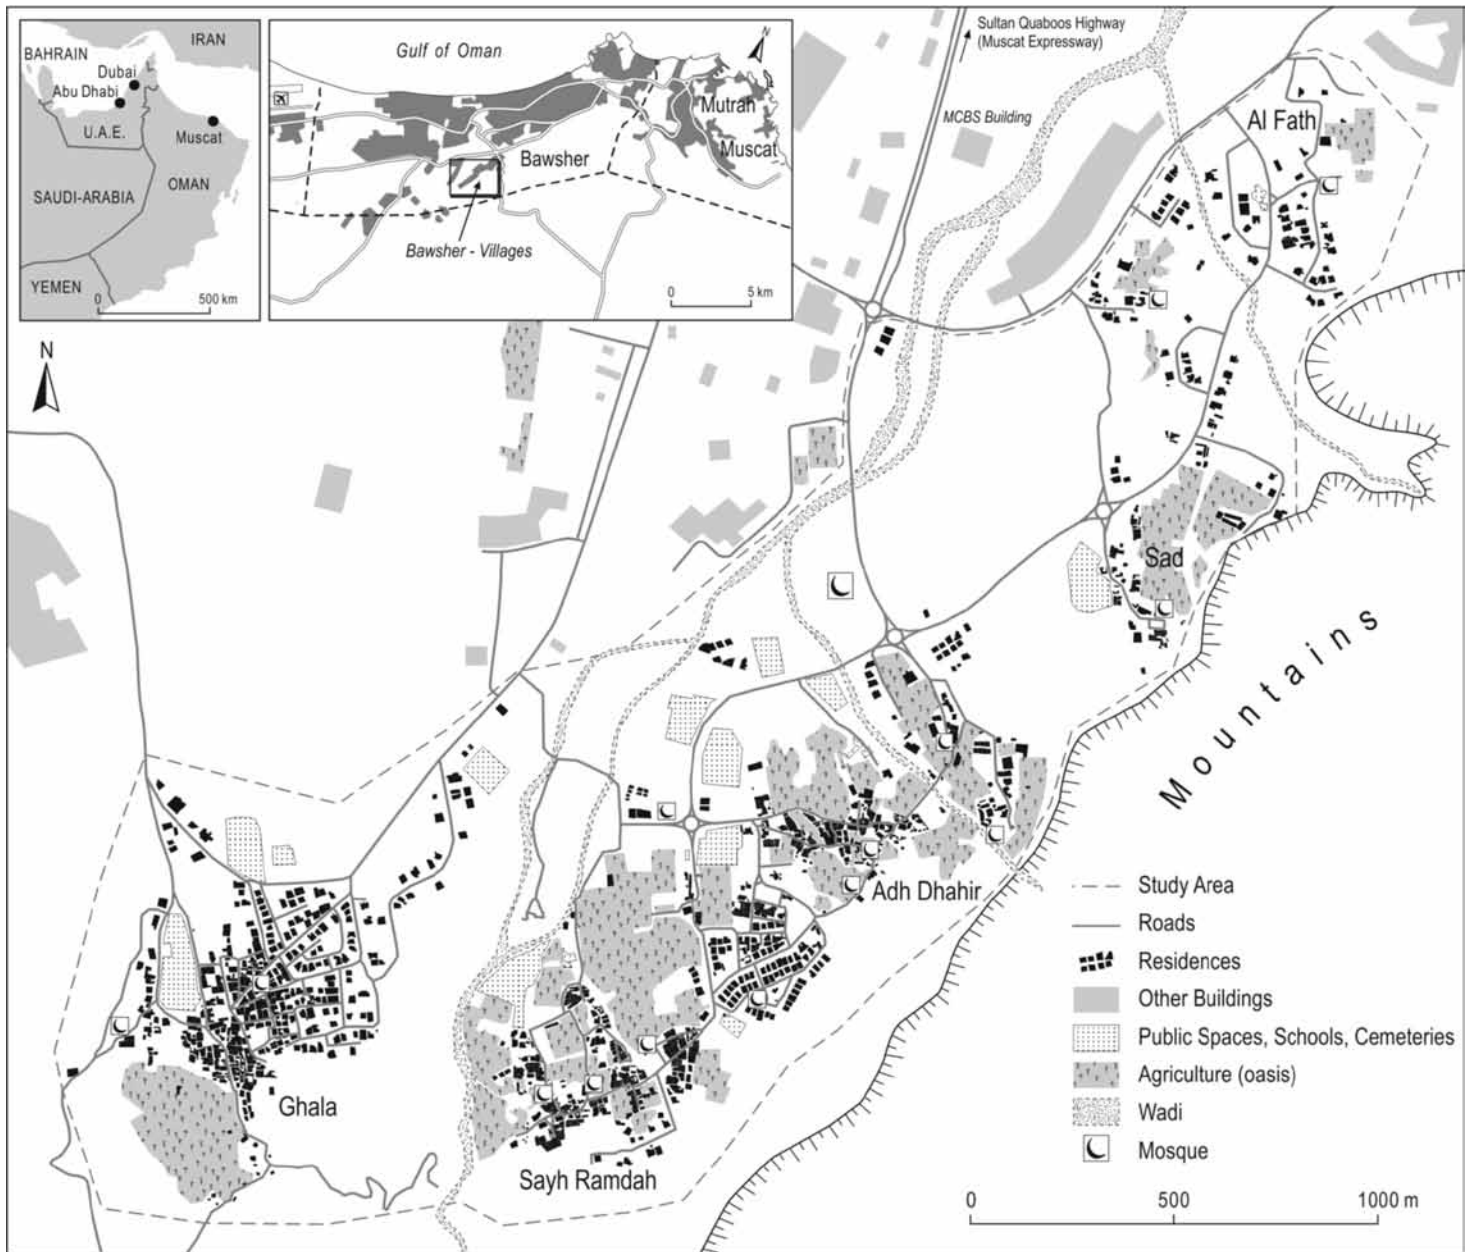 IRAN
BAHRAIN
Dubai
Abu Dhabi
U.A.E.
Muscat
OMAN
SAUDI-ARABIA
YEMEN
0 500 km
Gulf of Oman
N
Mutrah
Muscat
Bawsher
Bawsher - Villages
0 5 km
Sultan Quaboos Highway
(Muscat Expressway)
MCBS Building
Al Fath
N
Sad
Mountains
Adh Dhahir
Ghala
Sayh Ramdah
Study Area
Roads
Residences
Other Buildings
Public Spaces, Schools, Cemeteries
Agriculture (oasis)
Wadi
Mosque
0 500 1000 m